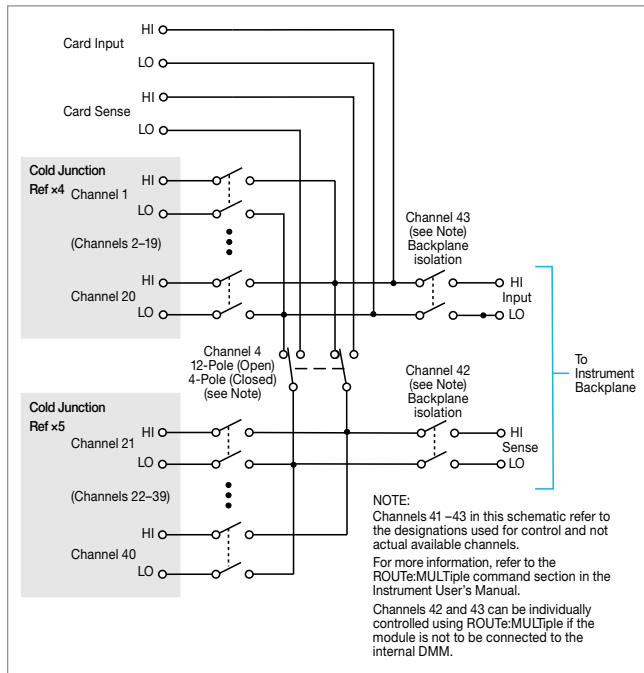 Card Input
HI
LO
Card Sense
HI
LO
Cold Junction
Ref ×4
Channel 1
HI
LO
(Channels 2–19)
Channel 20
HI
LO
Channel 43
(see Note)
Backplane
isolation
HI
Input
LO
Channel 4
12-Pole (Open)
4-Pole (Closed)
(see Note)
Channel 42
(see Note)
Backplane
isolation
To
Instrument
Backplane
Cold Junction
Ref ×5
Channel 21
HI
LO
(Channels 22–39)
Channel 40
HI
LO
HI
Sense
LO
NOTE:
Channels 41 –43 in this schematic refer to
the designations used for control and not
actual available channels.
For more information, refer to the
ROUTe:MULTiple command section in the
Instrument User's Manual.
Channels 42 and 43 can be individually
controlled using ROUTe:MULTiple if the
module is not to be connected to the
internal DMM.